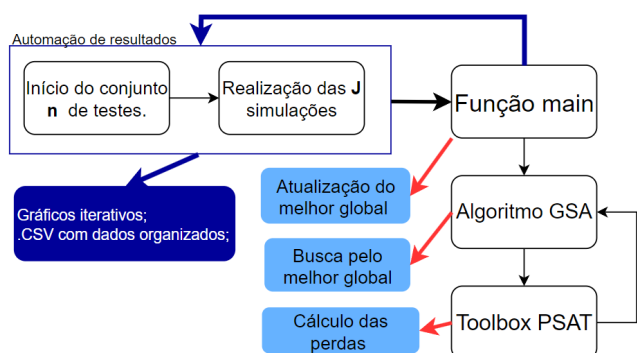 Automação de resultados
Início do conjunto
n de testes.
Realização das J
simulações
Função main
Atualização do
melhor global
Gráficos iterativos;
.CSV com dados organizados;
Algoritmo GSA
Busca pelo
melhor global
Cálculo das
perdas
Toolbox PSAT